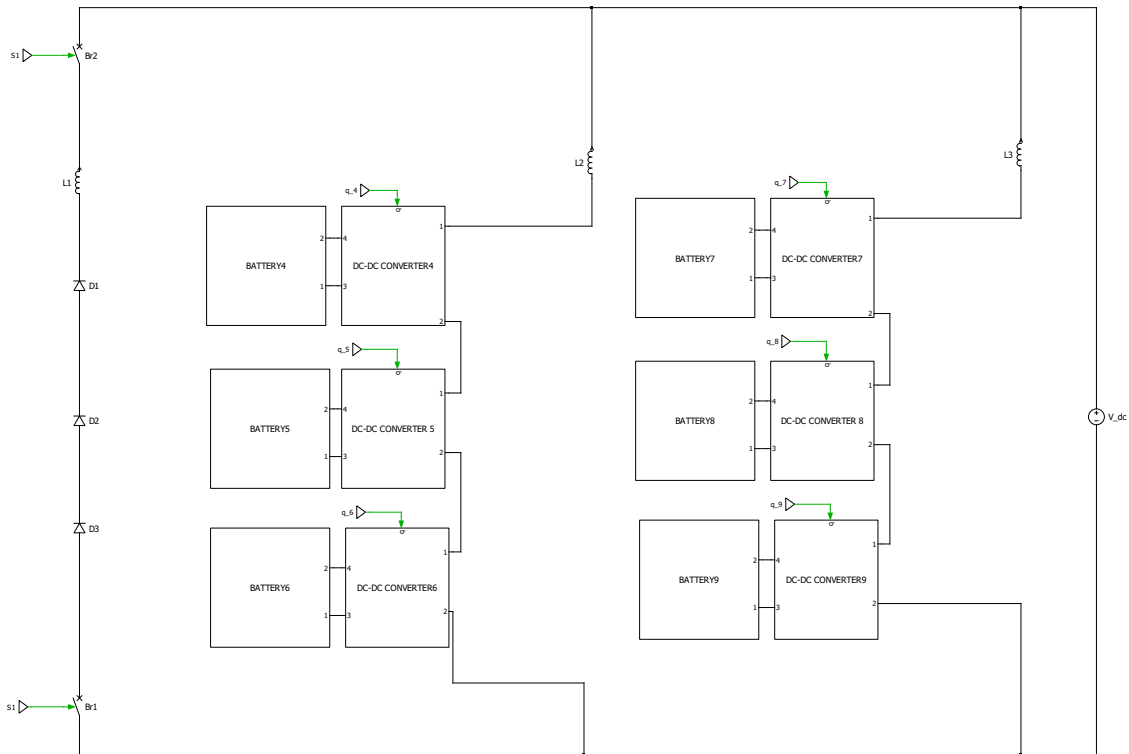 S1
Br2
L1
D1
D2
D3
S1
Br1
L2
q_4
q
BATTERY4
2
4
1
3
DC-DC CONVERTER4
1
2
q_5
q
BATTERY5
2
4
1
3
DC-DC CONVERTER 5
1
2
q_6
q
BATTERY6
2
4
1
3
DC-DC CONVERTER6
1
2
L3
q_7
q
BATTERY7
2
4
1
3
DC-DC CONVERTER7
1
2
q_8
q
BATTERY8
2
4
1
3
DC-DC CONVERTER 8
1
2
q_9
q
BATTERY9
2
4
1
3
DC-DC CONVERTER9
1
2
V_dc